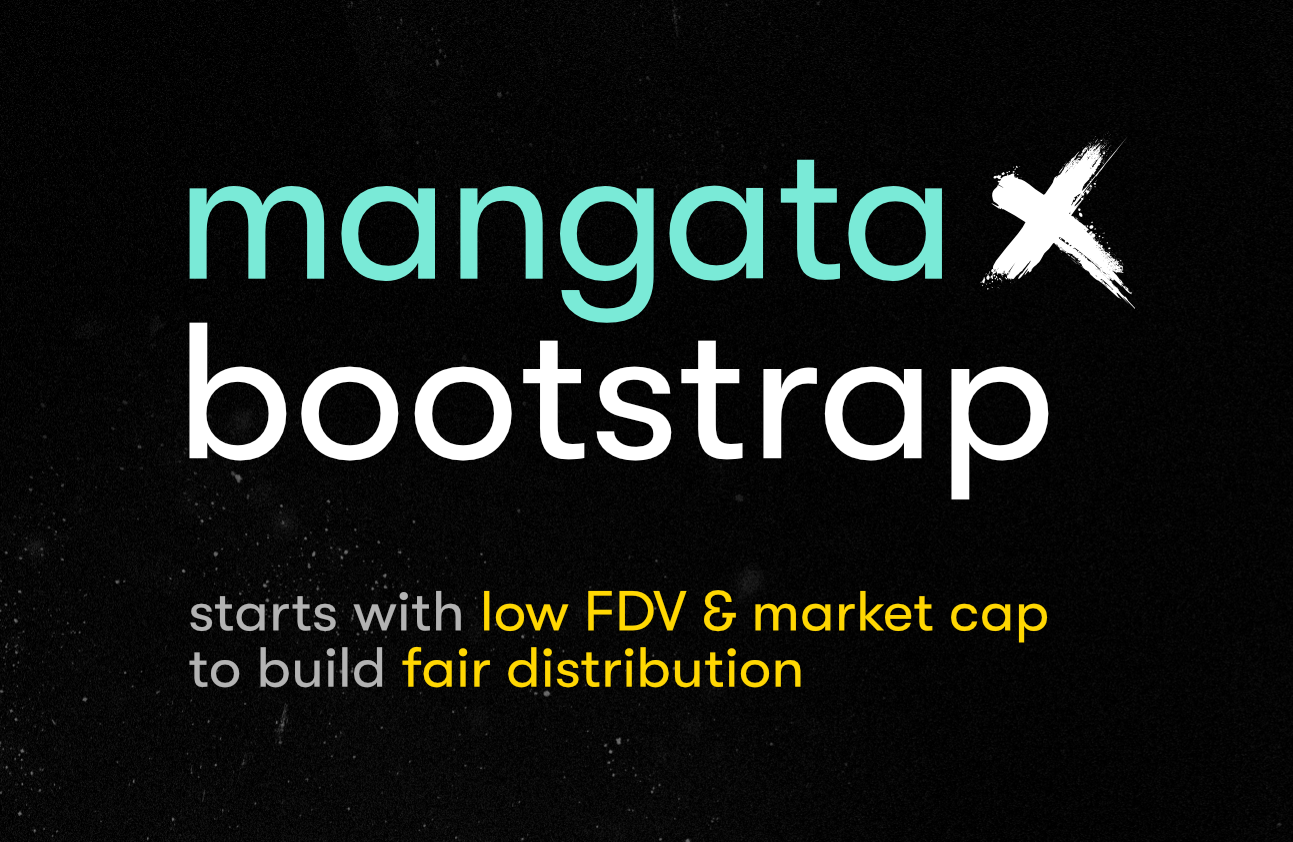 mangata x
bootstrap
starts with low FDV & market cap
to build fair distribution